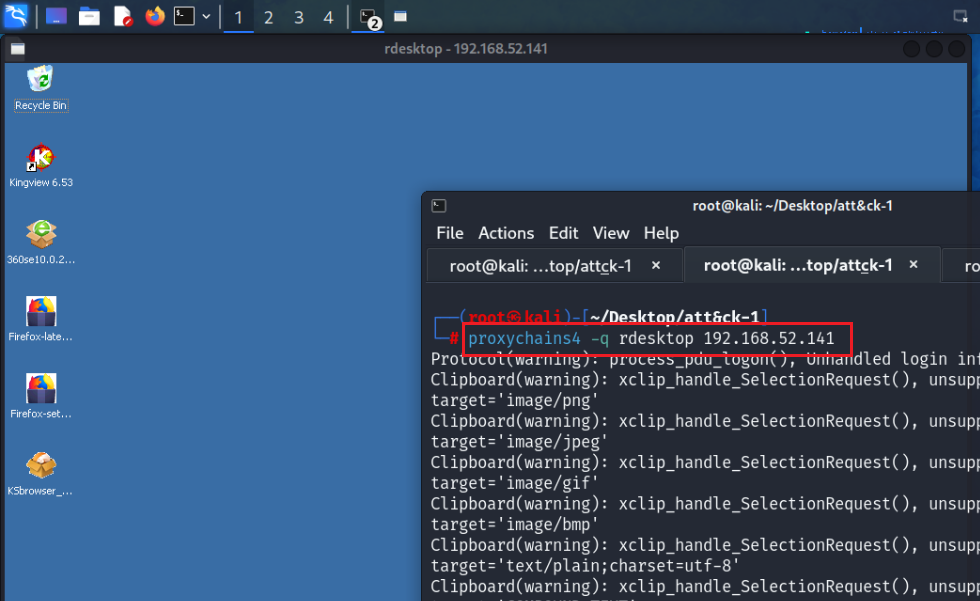 1 2 3 4 2
rdesktop - 192.168.52.141
Recycle Bin
Kingview 6.53
360se10.0.2...
Firefox-late...
Firefox-set...
KSbrowser_...
root@kali: ~/Desktop/att&ck-1
File Actions Edit View Help
root@kali: ...top/attck-1 × root@kali: ...top/attck-1 × ro
(root㉿kali)-[~/Desktop/att&ck-1]
# proxychains4 -q rdesktop 192.168.52.141
Protocol(warning): process_pdu_logon(), Unhandled login inf
Clipboard(warning): xclip_handle_SelectionRequest(), unsupp
target='image/png'
Clipboard(warning): xclip_handle_SelectionRequest(), unsupp
target='image/jpeg'
Clipboard(warning): xclip_handle_SelectionRequest(), unsupp
target='image/gif'
Clipboard(warning): xclip_handle_SelectionRequest(), unsupp
target='image/bmp'
Clipboard(warning): xclip_handle_SelectionRequest(), unsupp
target='text/plain;charset=utf-8'
Clipboard(warning): xclip_handle_SelectionRequest(), unsupp